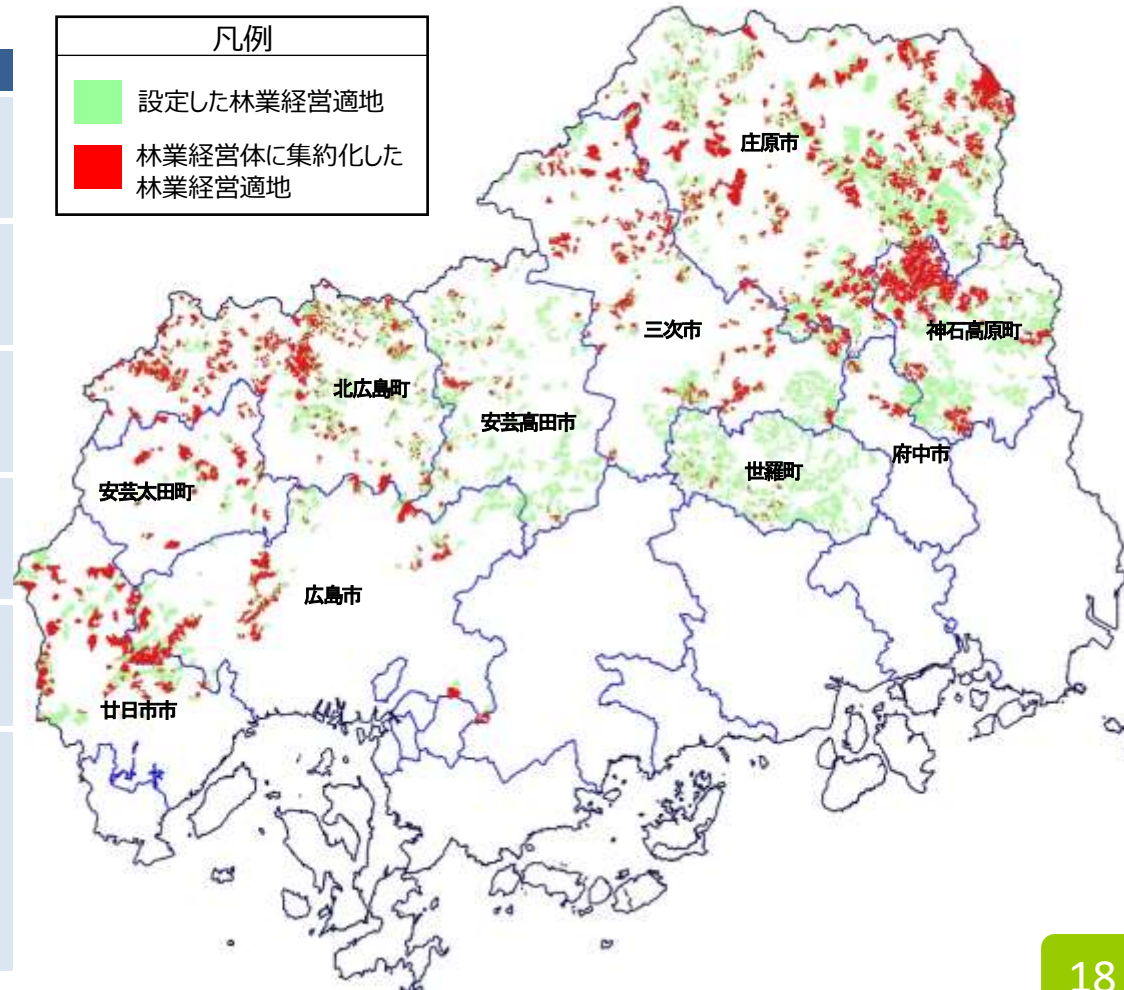 凡例
設定した林業経営適地
林業経営体に集約化した
林業経営適地
庄原市
三次市
神石高原町
北広島町
安芸高田市
府中市
世羅町
安芸太田町
広島市
廿日市市
18